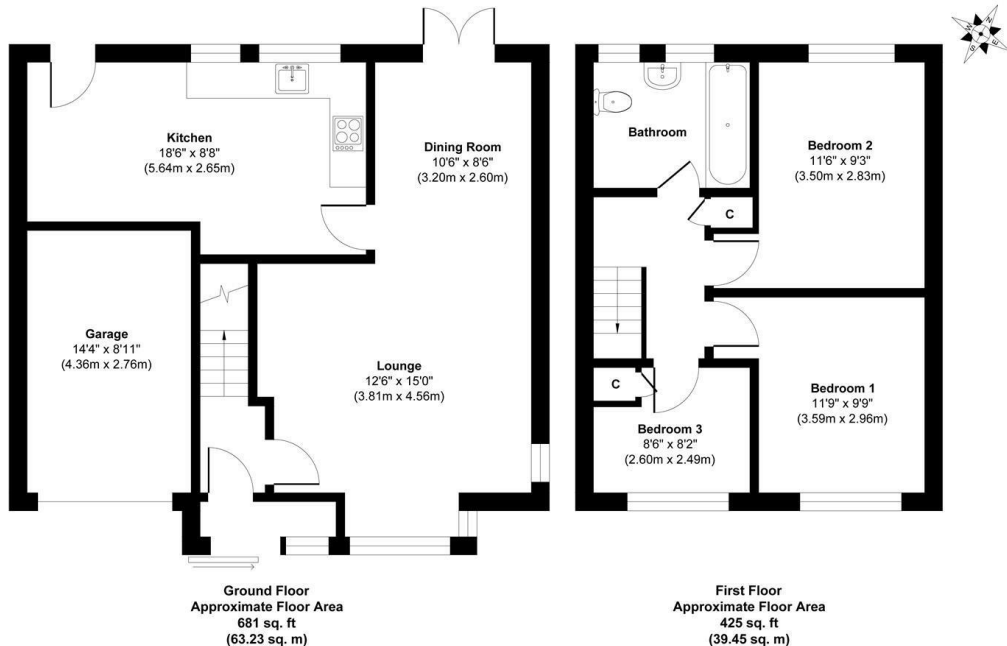 Kitchen
18'6" x 8'8"
(5.64m x 2.65m)
Dining Room
10'6" x 8'6"
(3.20m x 2.60m)
Garage
14'4" x 8'11"
(4.36m x 2.76m)
Lounge
12'6" x 15'0"
(3.81m x 4.56m)
Ground Floor
Approximate Floor Area
681 sq. ft
(63.23 sq. m)
N
E
S
W
Bathroom
Bedroom 2
11'6" x 9'3"
(3.50m x 2.83m)
C
C
Bedroom 3
8'6" x 8'2"
(2.60m x 2.49m)
Bedroom 1
11'9" x 9'9"
(3.59m x 2.96m)
First Floor
Approximate Floor Area
425 sq. ft
(39.45 sq. m)